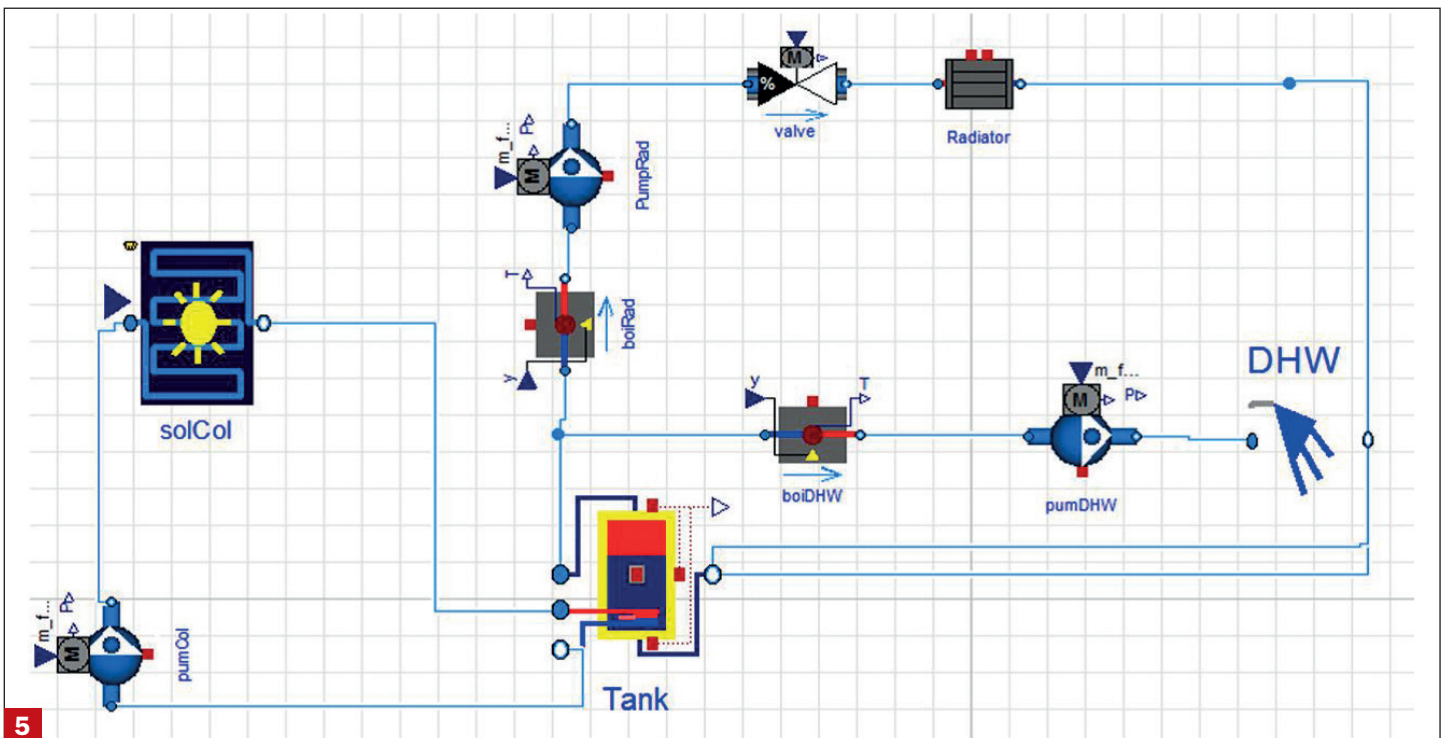 M
%
valve
Radiator
m_f...
P
M
PumpRad
T
boiRad
y
solCol
DHW
y
T
boiDHW
m_f...
M
P
pumDHW
m_f...
P
M
pumCol
Tank
5